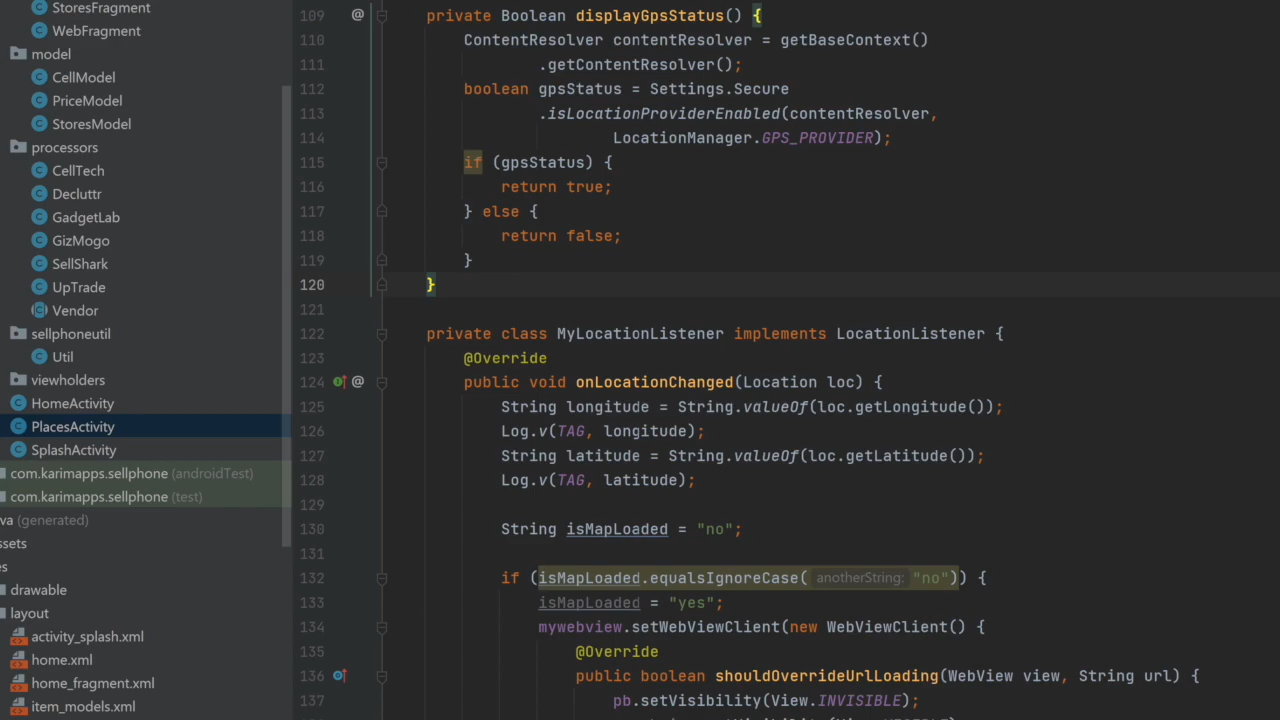 StoresFragment
WebFragment
model
CellModel
PriceModel
StoresModel
processors
CellTech
Decluttr
GadgetLab
GizMogo
SellShark
UpTrade
Vendor
sellphoneutil
Util
viewholders
HomeActivity
PlacesActivity
SplashActivity
com.karimapps.sellphone (androidTest)
com.karimapps.sellphone (test)
va (generated)
ssets
es
drawable
layout
activity_splash.xml
home.xml
home_fragment.xml
item_models.xml
109 @ private Boolean displayGpsStatus() {
110 ContentResolver contentResolver = getBaseContext()
111 .getContentResolver();
112 boolean gpsStatus = Settings.Secure
113 .isLocationProviderEnabled(contentResolver,
114 LocationManager.GPS_PROVIDER);
115 if (gpsStatus) {
116 return true;
117 } else {
118 return false;
119 }
120 }
121
122 private class MyLocationListener implements LocationListener {
123 @Override
124 @ public void onLocationChanged(Location loc) {
125 String longitude = String.valueOf(loc.getLongitude());
126 Log.v(TAG, longitude);
127 String latitude = String.valueOf(loc.getLatitude());
128 Log.v(TAG, latitude);
129
130 String isMapLoaded = "no";
131
132 if (isMapLoaded.equalsIgnoreCase( anotherString: "no")) {
133 isMapLoaded = "yes";
134 mywebview.setWebViewClient(new WebViewClient() {
135 @Override
136 public boolean shouldOverrideUrlLoading(WebView view, String url) {
137 pb.setVisibility(View.INVISIBLE);